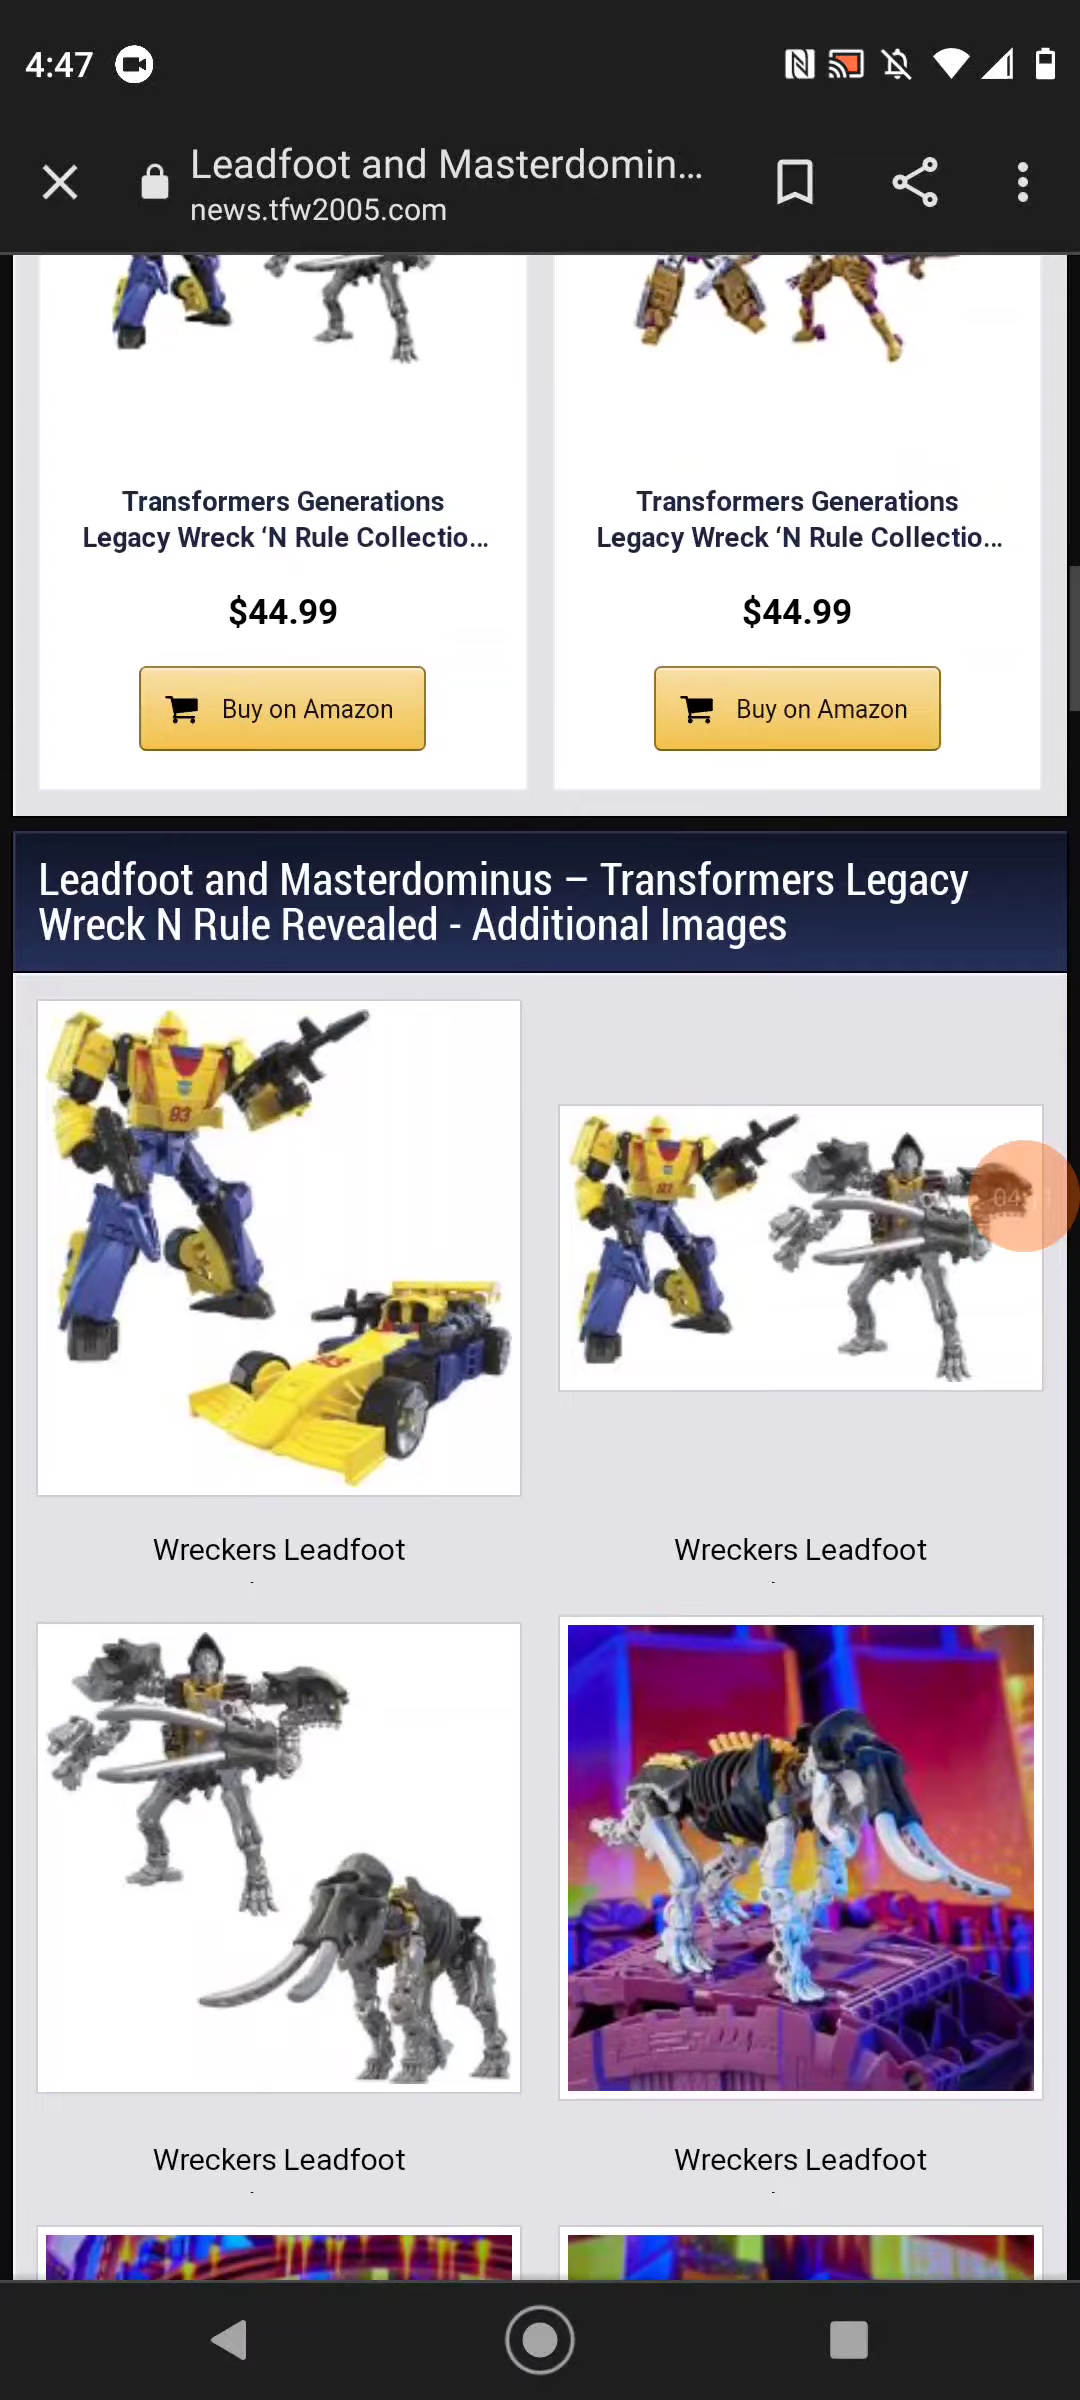 4:47
Leadfoot and Masterdomin...
news.tfw2005.com
Transformers Generations
Legacy Wreck ‘N Rule Collectio...
$44.99
Buy on Amazon
Transformers Generations
Legacy Wreck ‘N Rule Collectio...
$44.99
Buy on Amazon
Leadfoot and Masterdominus – Transformers Legacy
Wreck N Rule Revealed - Additional Images
93
04
Wreckers Leadfoot
Wreckers Leadfoot
Wreckers Leadfoot
Wreckers Leadfoot